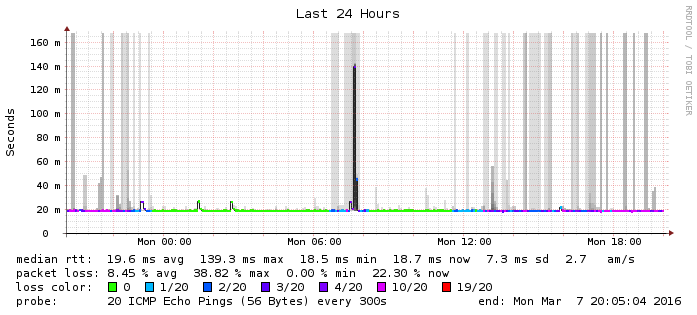 Last 24 Hours
RRDTOOL / TOBI OETIKER
Seconds
160 m
140 m
120 m
100 m
80 m
60 m
40 m
20 m
0
Mon 00:00 Mon 06:00 Mon 12:00 Mon 18:00
median rtt: 19.6 ms avg 139.3 ms max 18.5 ms min 18.7 ms now 7.3 ms sd 2.7 am/s
packet loss: 8.45 % avg 38.82 % max 0.00 % min 22.30 % now
loss color: 0 1/20 2/20 3/20 4/20 10/20 19/20
probe: 20 ICMP Echo Pings (56 Bytes) every 300s end: Mon Mar 7 20:05:04 2016